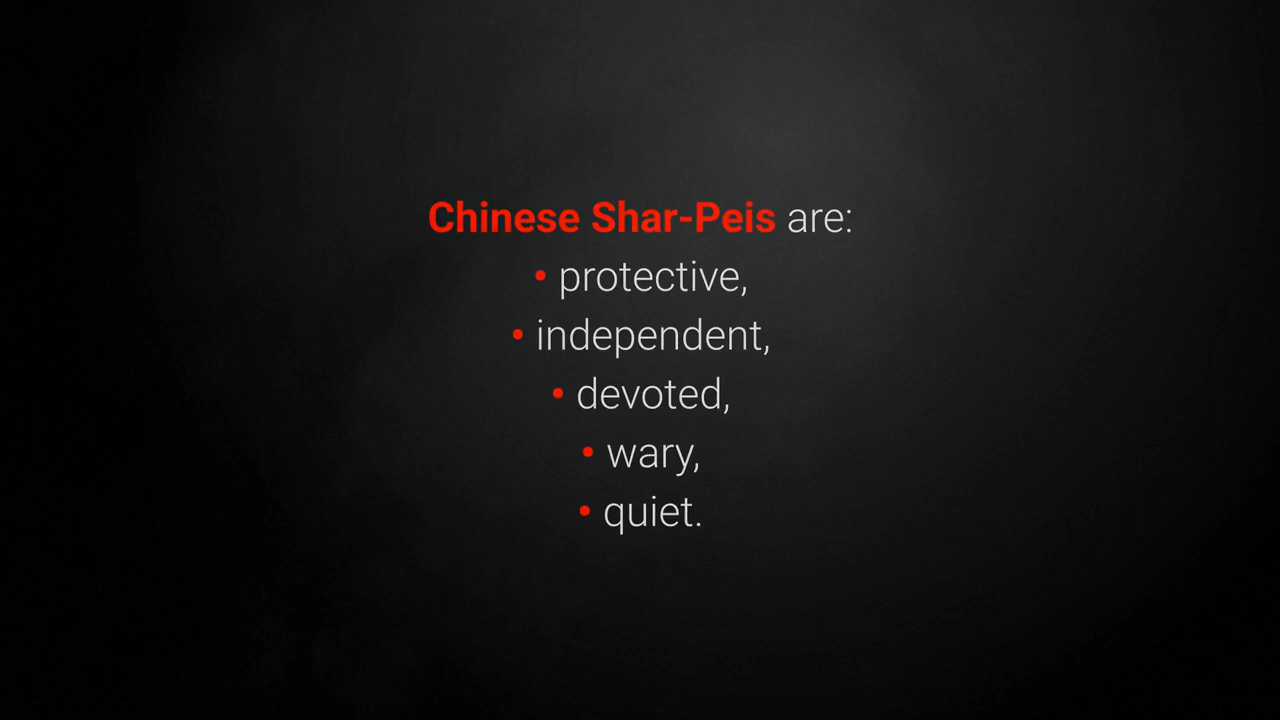 Chinese Shar-Peis are:
• protective,
• independent,
• devoted,
• wary,
• quiet.